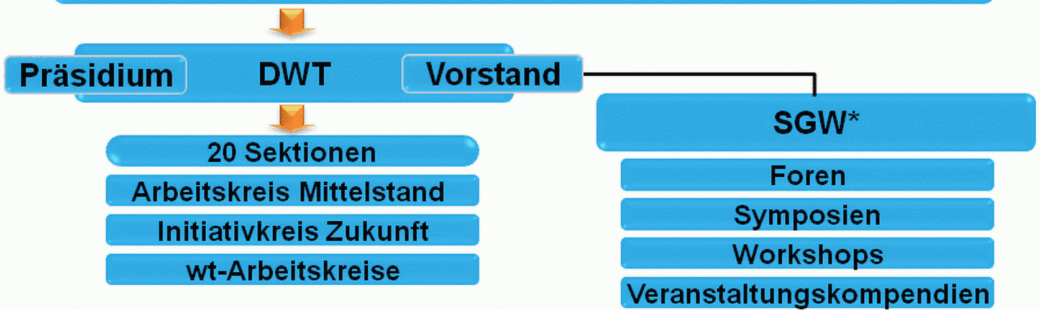 Präsidium DWT Vorstand
SGW*
20 Sektionen
Arbeitskreis Mittelstand
Initiativkreis Zukunft
wt-Arbeitskreise
Foren
Symposien
Workshops
Veranstaltungskompendien